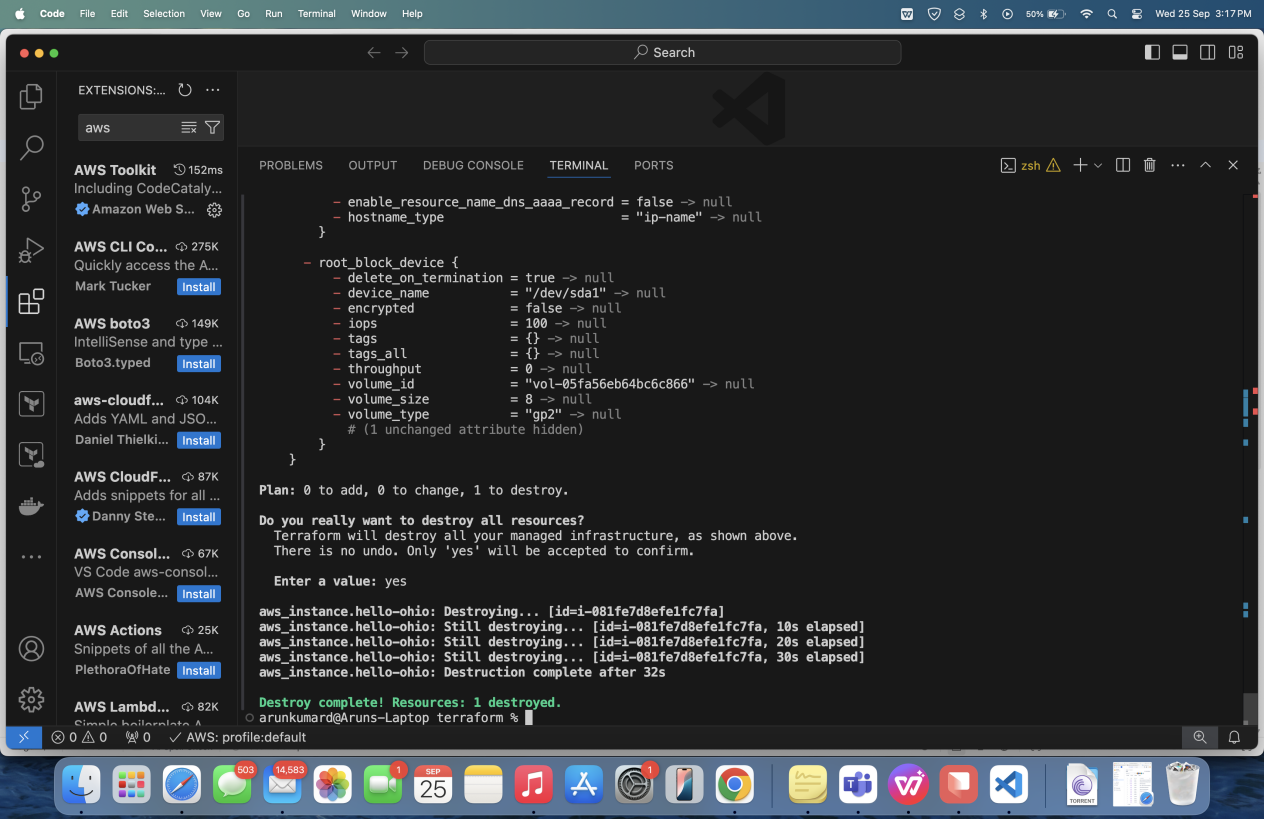 Code File Edit Selection View Go Run Terminal Window Help 50% Wed 25 Sep 3:17 PM
Search
EXTENSIONS:...
aws
AWS Toolkit 152ms
Including CodeCataly...
Amazon Web S...
AWS CLI Co... 275K
Quickly access the A...
Mark Tucker Install
AWS boto3 149K
IntelliSense and type ...
Boto3.typed Install
aws-cloudf... 104K
Adds YAML and JSO...
Daniel Thielki... Install
AWS CloudF... 87K
Adds snippets for all ...
Danny Ste... Install
AWS Consol... 67K
VS Code aws-consol...
AWS Console... Install
AWS Actions 25K
Snippets of all the A...
PlethoraOfHate Install
AWS Lambd... 82K
Simple boilerplate A
PROBLEMS OUTPUT DEBUG CONSOLE TERMINAL PORTS zsh
- enable_resource_name_dns_aaaa_record = false -> null
- hostname_type = "ip-name" -> null
}
- root_block_device {
- delete_on_termination = true -> null
- device_name = "/dev/sda1" -> null
- encrypted = false -> null
- iops = 100 -> null
- tags = {} -> null
- tags_all = {} -> null
- throughput = 0 -> null
- volume_id = "vol-05fa56eb64bc6c866" -> null
- volume_size = 8 -> null
- volume_type = "gp2" -> null
# (1 unchanged attribute hidden)
}
}
Plan: 0 to add, 0 to change, 1 to destroy.
Do you really want to destroy all resources?
Terraform will destroy all your managed infrastructure, as shown above.
There is no undo. Only 'yes' will be accepted to confirm.
Enter a value: yes
aws_instance.hello-ohio: Destroying... [id=i-081fe7d8efe1fc7fa]
aws_instance.hello-ohio: Still destroying... [id=i-081fe7d8efe1fc7fa, 10s elapsed]
aws_instance.hello-ohio: Still destroying... [id=i-081fe7d8efe1fc7fa, 20s elapsed]
aws_instance.hello-ohio: Still destroying... [id=i-081fe7d8efe1fc7fa, 30s elapsed]
aws_instance.hello-ohio: Destruction complete after 32s
Destroy complete! Resources: 1 destroyed.
arunkumard@Aruns-Laptop terraform %
0 0 0 AWS: profile:default
503 14,583 1 SEP 25 1 TORRENT